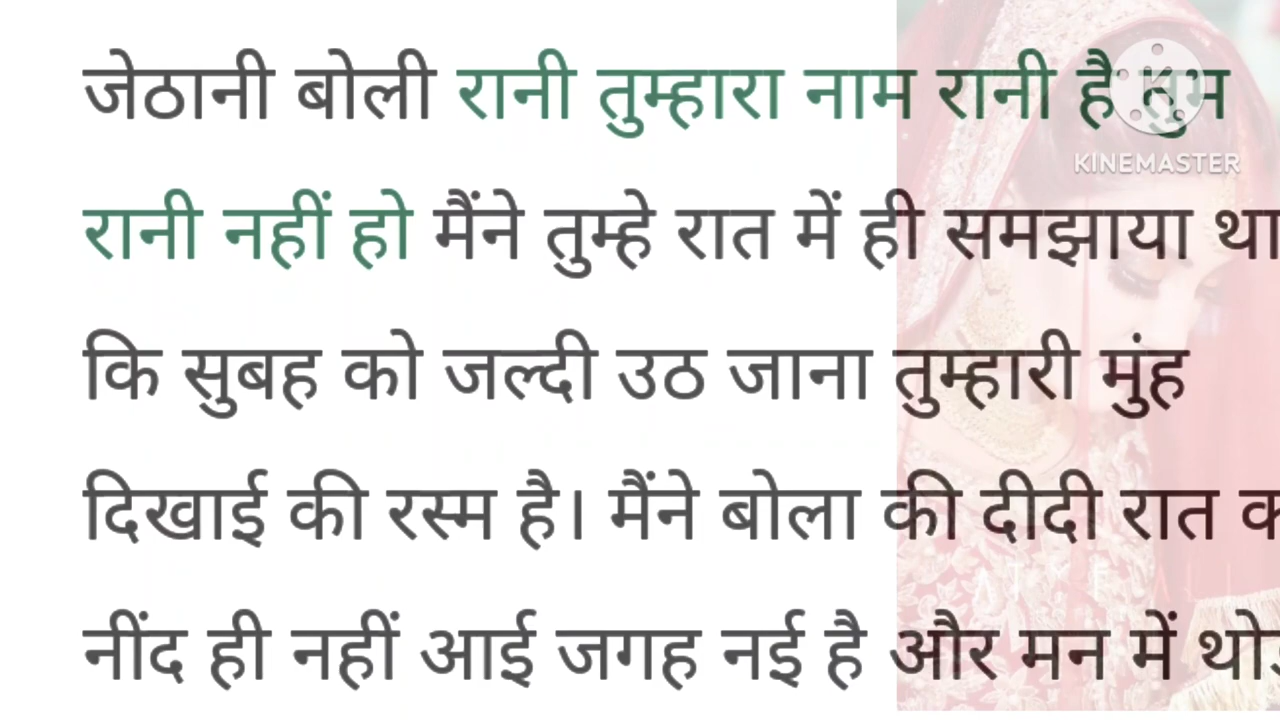 जेठानी बोली रानी तुम्हारा नाम रानी है तुम
KINEMASTER
रानी नहीं हो मैंने तुम्हे रात में ही समझाया था
कि सुबह को जल्दी उठ जाना तुम्हारी मुंह
दिखाई की रस्म है। मैंने बोला की दीदी रात
नींद ही नहीं आई जगह नई है और मन में